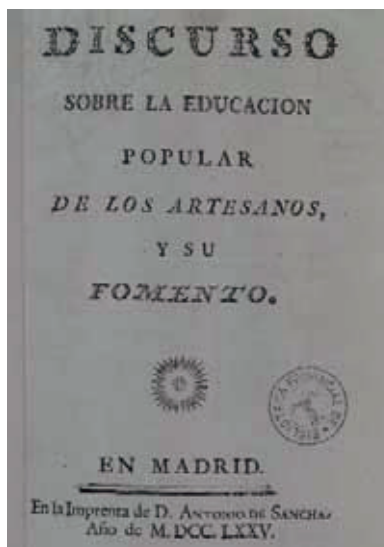 DISCURSO
SOBRE LA EDUCACION
POPULAR
DE LOS ARTESANOS,
Y SU
FOMENTO.
EN MADRID.
En la Imprenta de D. ANTONIO DE SANCHA,
Año de M. DCC. LXXV.